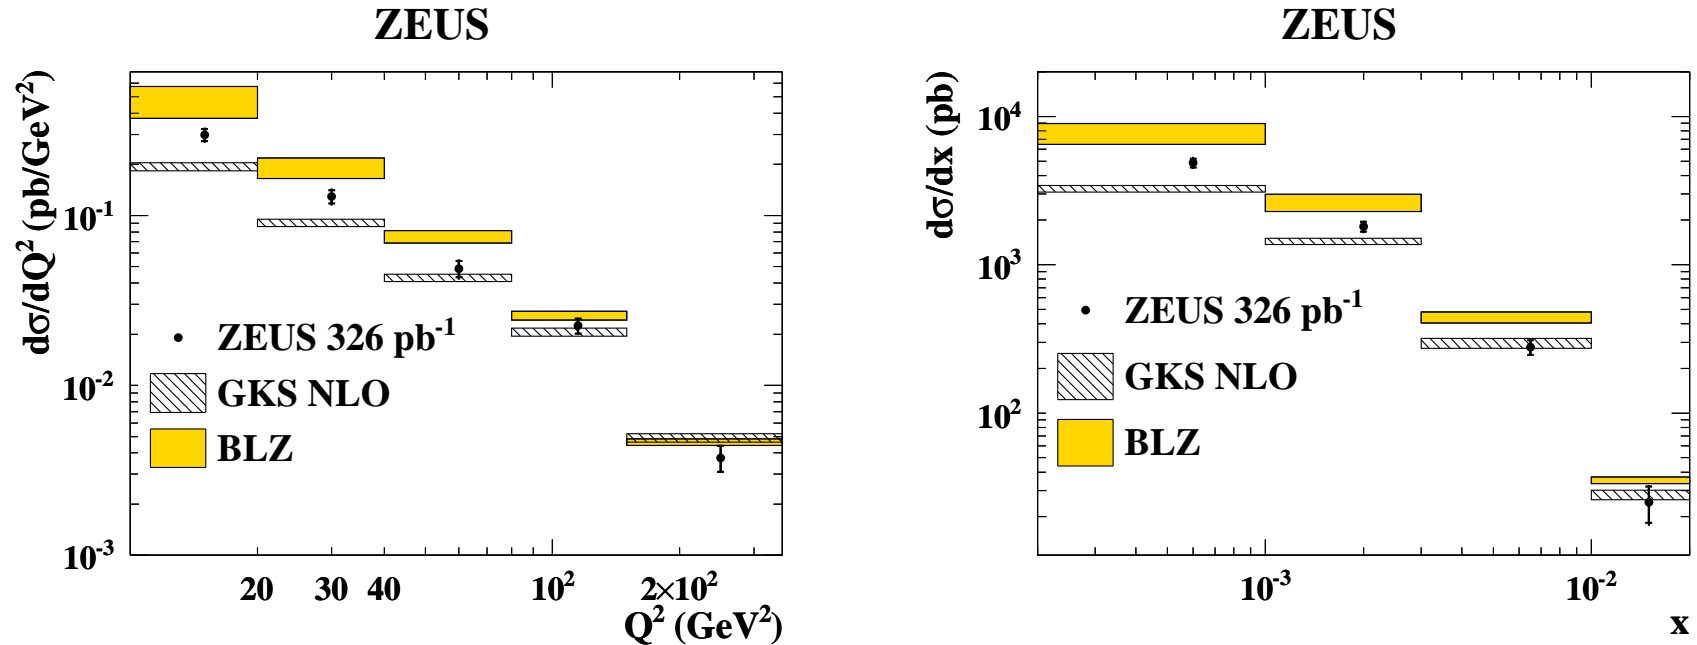 ZEUS
dσ/dQ² (pb/GeV²)
10⁻¹
10⁻²
10⁻³
ZEUS 326 pb⁻¹
GKS NLO
BLZ
20 30 40 10² 2×10²
Q² (GeV²)
ZEUS
dσ/dx (pb)
10⁴
10³
10²
ZEUS 326 pb⁻¹
GKS NLO
BLZ
10⁻³ 10⁻²
x